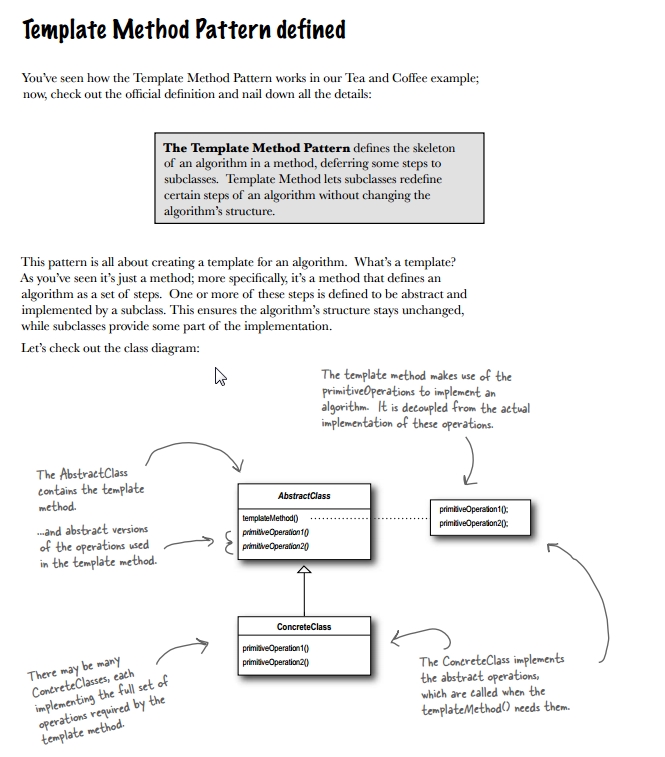 Template Method Pattern defined
You've seen how the Template Method Pattern works in our Tea and Coffee example;
now, check out the official definition and nail down all the details:
The Template Method Pattern defines the skeleton
of an algorithm in a method, deferring some steps to
subclasses. Template Method lets subclasses redefine
certain steps of an algorithm without changing the
algorithm's structure.
This pattern is all about creating a template for an algorithm. What's a template?
As you've seen it's just a method; more specifically, it's a method that defines an
algorithm as a set of steps. One or more of these steps is defined to be abstract and
implemented by a subclass. This ensures the algorithm's structure stays unchanged,
while subclasses provide some part of the implementation.
Let's check out the class diagram:
The template method makes use of the
primitiveOperations to implement an
algorithm. It is decoupled from the actual
implementation of these operations.
The AbstractClass
contains the template
method.
...and abstract versions
of the operations used
in the template method.
AbstractClass
templateMethod()
primitiveOperation1()
primitiveOperation2()
primitiveOperation1();
primitiveOperation2();
ConcreteClass
primitiveOperation1()
primitiveOperation2()
There may be many
ConcreteClasses, each
implementing the full set of
operations required by the
template method.
The ConcreteClass implements
the abstract operations,
which are called when the
templateMethod() needs them.